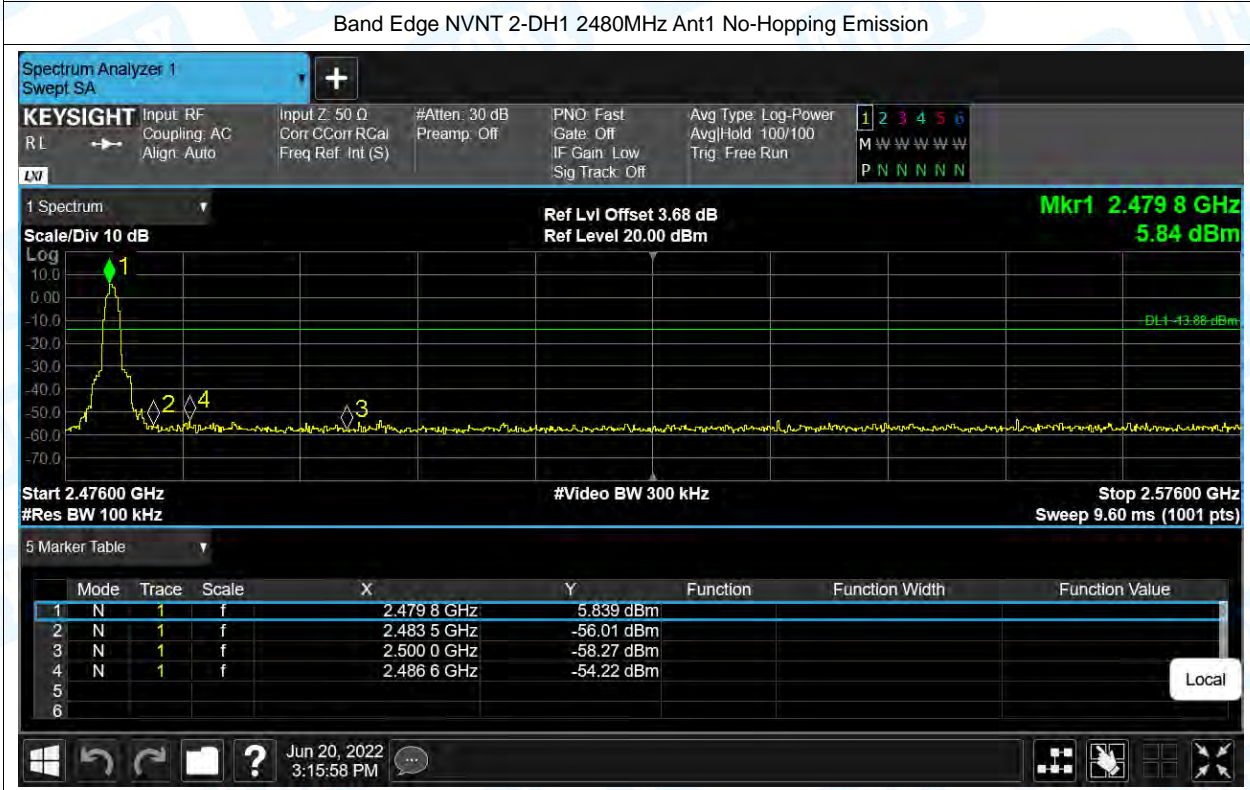 Band Edge NVNT 2-DH1 2480MHz Ant1 No-Hopping Emission
Spectrum Analyzer 1
Swept SA
+
KEYSIGHT Input: RF Input Z: 50 Ω #Atten: 30 dB PNO: Fast Avg Type: Log-Power 1 2 3 4 5 6
RL Coupling: AC Corr CCorr RCal Preamp: Off Gate: Off Avg|Hold: 100/100 M W W W W W
Align: Auto Freq Ref: Int (S) IF Gain: Low Trig: Free Run
LXI Sig Track: Off P N N N N N
1 Spectrum Ref Lvl Offset 3.68 dB Mkr1 2.479 8 GHz
Scale/Div 10 dB Ref Level 20.00 dBm 5.84 dBm
Log
1
10.0
0.00
-10.0
DL1 -13.88 dBm
-20.0
-30.0
-40.0
2 4 3
-50.0
-60.0
-70.0
Start 2.47600 GHz #Video BW 300 kHz Stop 2.57600 GHz
#Res BW 100 kHz Sweep 9.60 ms (1001 pts)
5 Marker Table
Mode Trace Scale X Y Function Function Width Function Value
1 N 1 f 2.479 8 GHz 5.839 dBm
2 N 1 f 2.483 5 GHz -56.01 dBm
3 N 1 f 2.500 0 GHz -58.27 dBm
4 N 1 f 2.486 6 GHz -54.22 dBm
5
6
Local
? Jun 20, 2022
3:15:58 PM